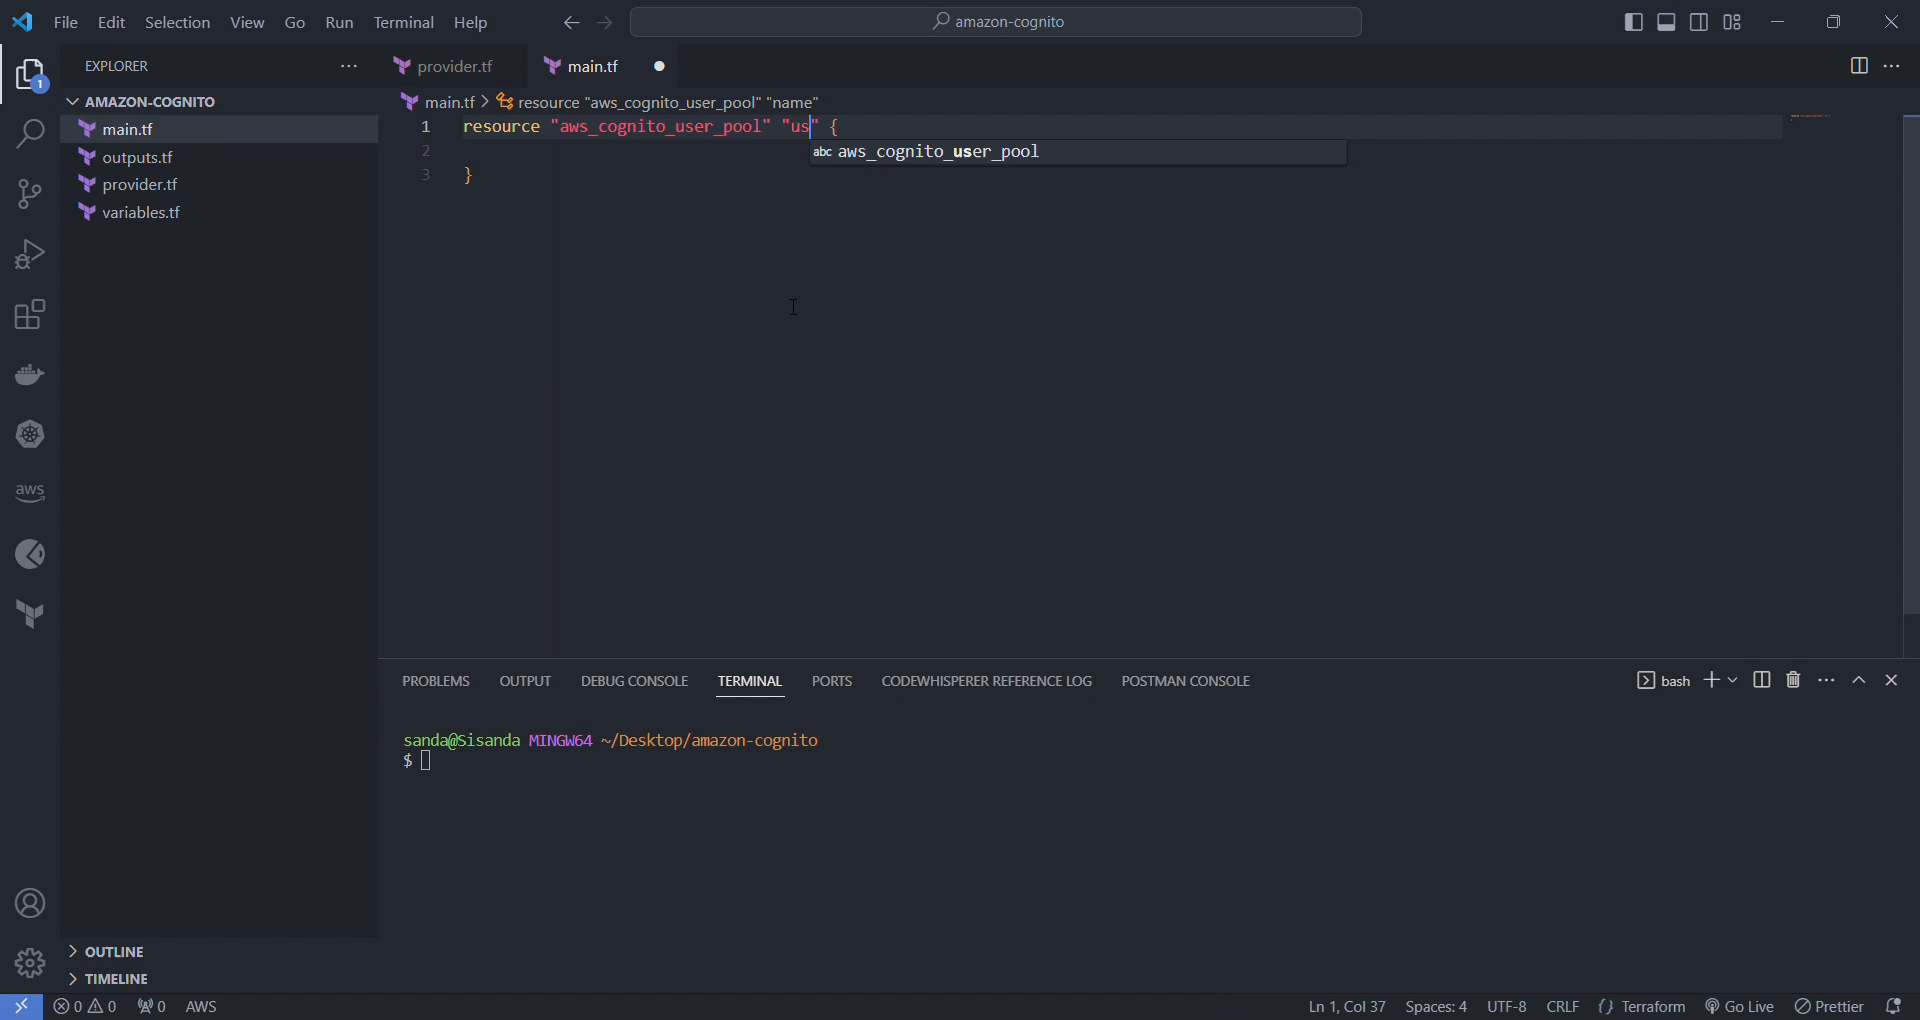 File Edit Selection View Go Run Terminal Help
amazon-cognito
EXPLORER
provider.tf
main.tf
AMAZON-COGNITO
main.tf
outputs.tf
provider.tf
variables.tf
main.tf > resource "aws_cognito_user_pool" "name"
1 resource "aws_cognito_user_pool" "us" {
abc aws_cognito_user_pool
2
3 }
1
aws
PROBLEMS OUTPUT DEBUG CONSOLE TERMINAL PORTS CODEWHISPERER REFERENCE LOG POSTMAN CONSOLE
bash
sanda@Sisanda MINGW64 ~/Desktop/amazon-cognito
$
OUTLINE
TIMELINE
0 0 0 AWS
Ln 1, Col 37 Spaces: 4 UTF-8 CRLF {} Terraform Go Live Prettier